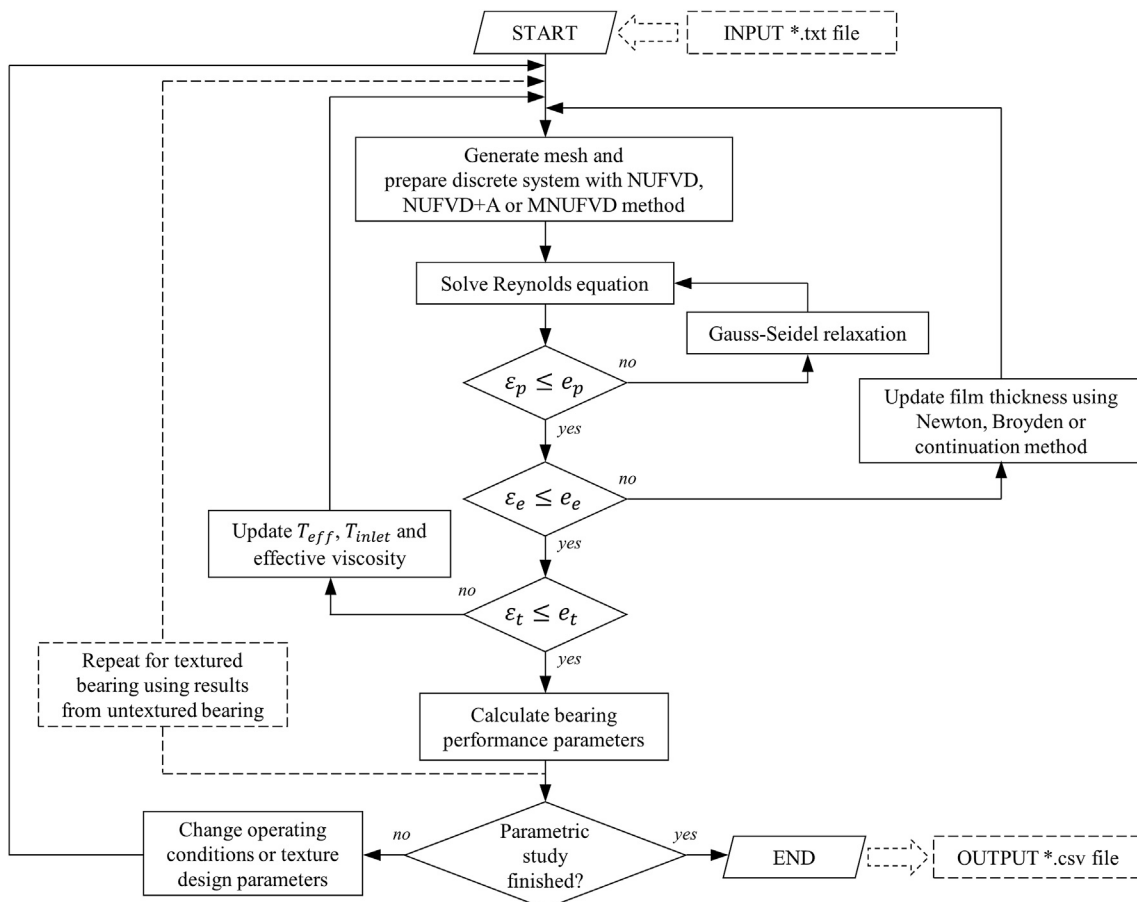 START
INPUT *.txt file
Generate mesh and
prepare discrete system with NUFVD,
NUFVD+A or MNUFVD method
Solve Reynolds equation
Gauss-Seidel relaxation
no
εₚ ≤ eₚ
yes
Update film thickness using
Newton, Broyden or
continuation method
no
εₑ ≤ eₑ
yes
Update T_eff, T_inlet and
effective viscosity
no
εₜ ≤ eₜ
yes
Repeat for textured
bearing using results
from untextured bearing
Calculate bearing
performance parameters
Change operating
conditions or texture
design parameters
no
Parametric
study
finished?
yes
END
OUTPUT *.csv file